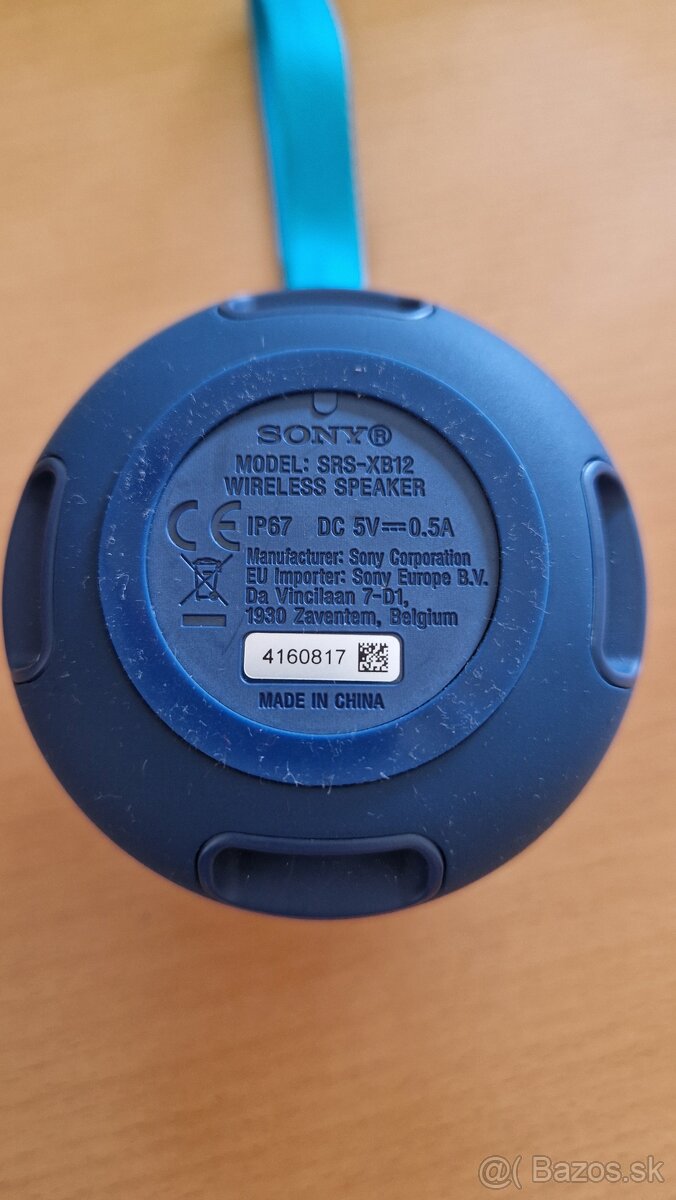 SONY®
MODEL: SRS-XB12
WIRELESS SPEAKER
CE IP67 DC 5V⎓0.5A
Manufacturer: Sony Corporation
EU Importer: Sony Europe B.V.
Da Vincilaan 7-D1,
1930 Zaventem, Belgium
4160817
MADE IN CHINA
@( Bazos.sk